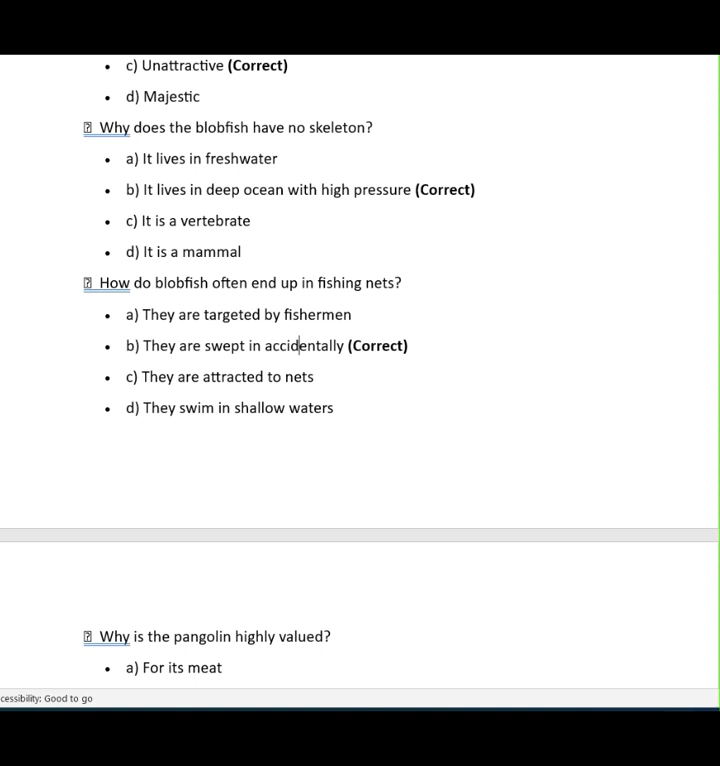 • c) Unattractive (Correct)
• d) Majestic
Why does the blobfish have no skeleton?
• a) It lives in freshwater
• b) It lives in deep ocean with high pressure (Correct)
• c) It is a vertebrate
• d) It is a mammal
How do blobfish often end up in fishing nets?
• a) They are targeted by fishermen
• b) They are swept in accidentally (Correct)
• c) They are attracted to nets
• d) They swim in shallow waters
Why is the pangolin highly valued?
• a) For its meat
cessibility: Good to go